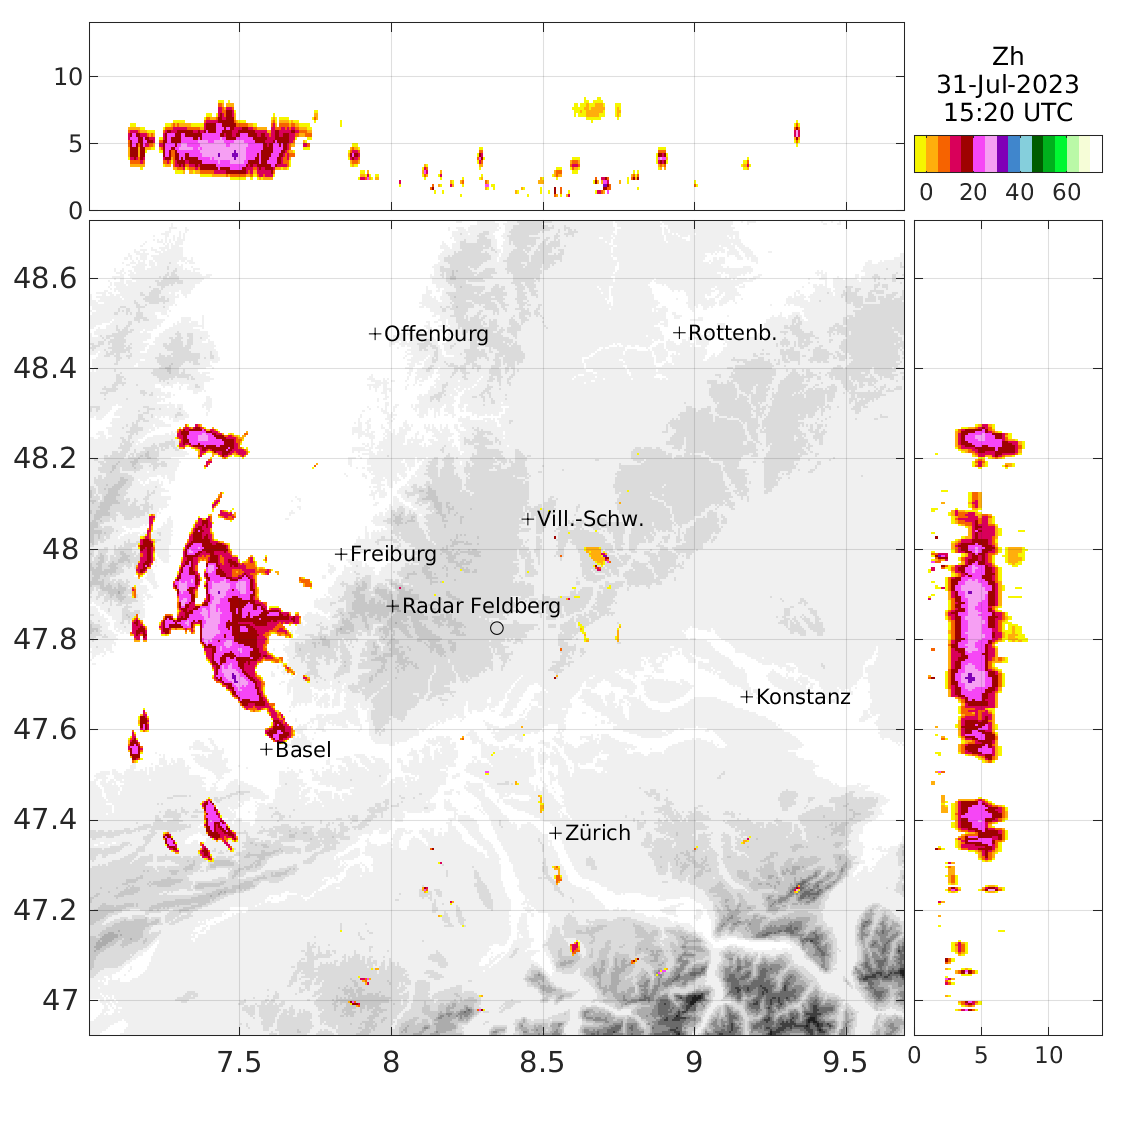 Zh
31-Jul-2023
15:20 UTC
0 20 40 60
10
5
0
48.6
48.4
48.2
48
47.8
47.6
47.4
47.2
47
+Offenburg
+Rottenb.
+Vill.-Schw.
+Freiburg
+Radar Feldberg
+Konstanz
+Basel
+Zürich
7.5 8 8.5 9 9.5
0 5 10